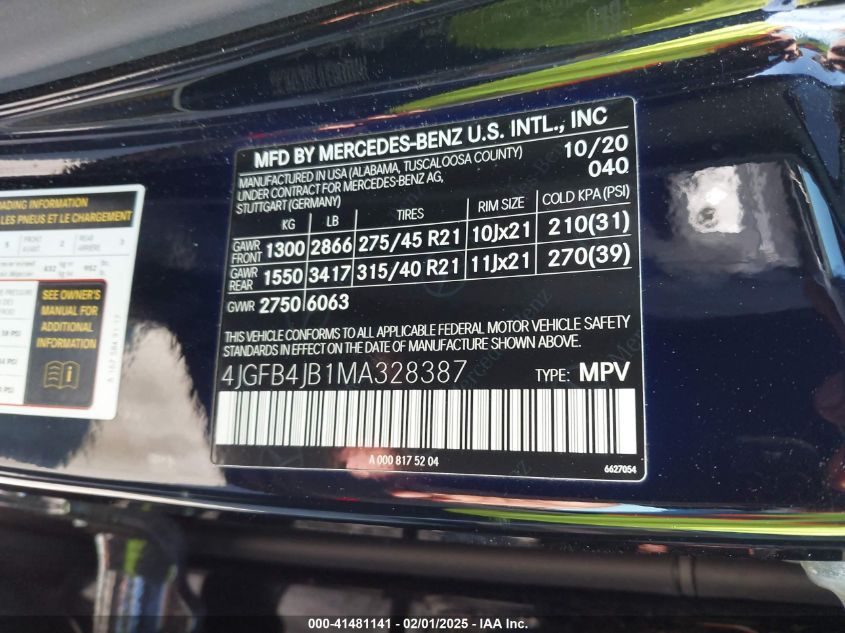 MFD BY MERCEDES-BENZ U.S. INTL., INC 10/20
MANUFACTURED IN USA (ALABAMA, TUSCALOOSA COUNTY) 040
UNDER CONTRACT FOR MERCEDES-BENZ AG,
STUTTGART (GERMANY)
KG LB TIRES RIM SIZE COLD KPA (PSI)
GAWR FRONT 1300 2866 275/45 R21 10Jx21 210(31)
GAWR REAR 1550 3417 315/40 R21 11Jx21 270(39)
GVWR 2750 6063
THIS VEHICLE CONFORMS TO ALL APPLICABLE FEDERAL MOTOR VEHICLE SAFETY
STANDARDS IN EFFECT ON THE DATE OF MANUFACTURE SHOWN ABOVE.
4JGFB4JB1MA328387 TYPE: MPV
A 000 817 52 04
6627054
INFORMATION
LES PNEUS ET LE CHARGEMENT
FRONT 2 REAR 3
SEE OWNER'S
MANUAL FOR
ADDITIONAL
INFORMATION
000-41481141 / 02/01/2025 / Copart, Inc.